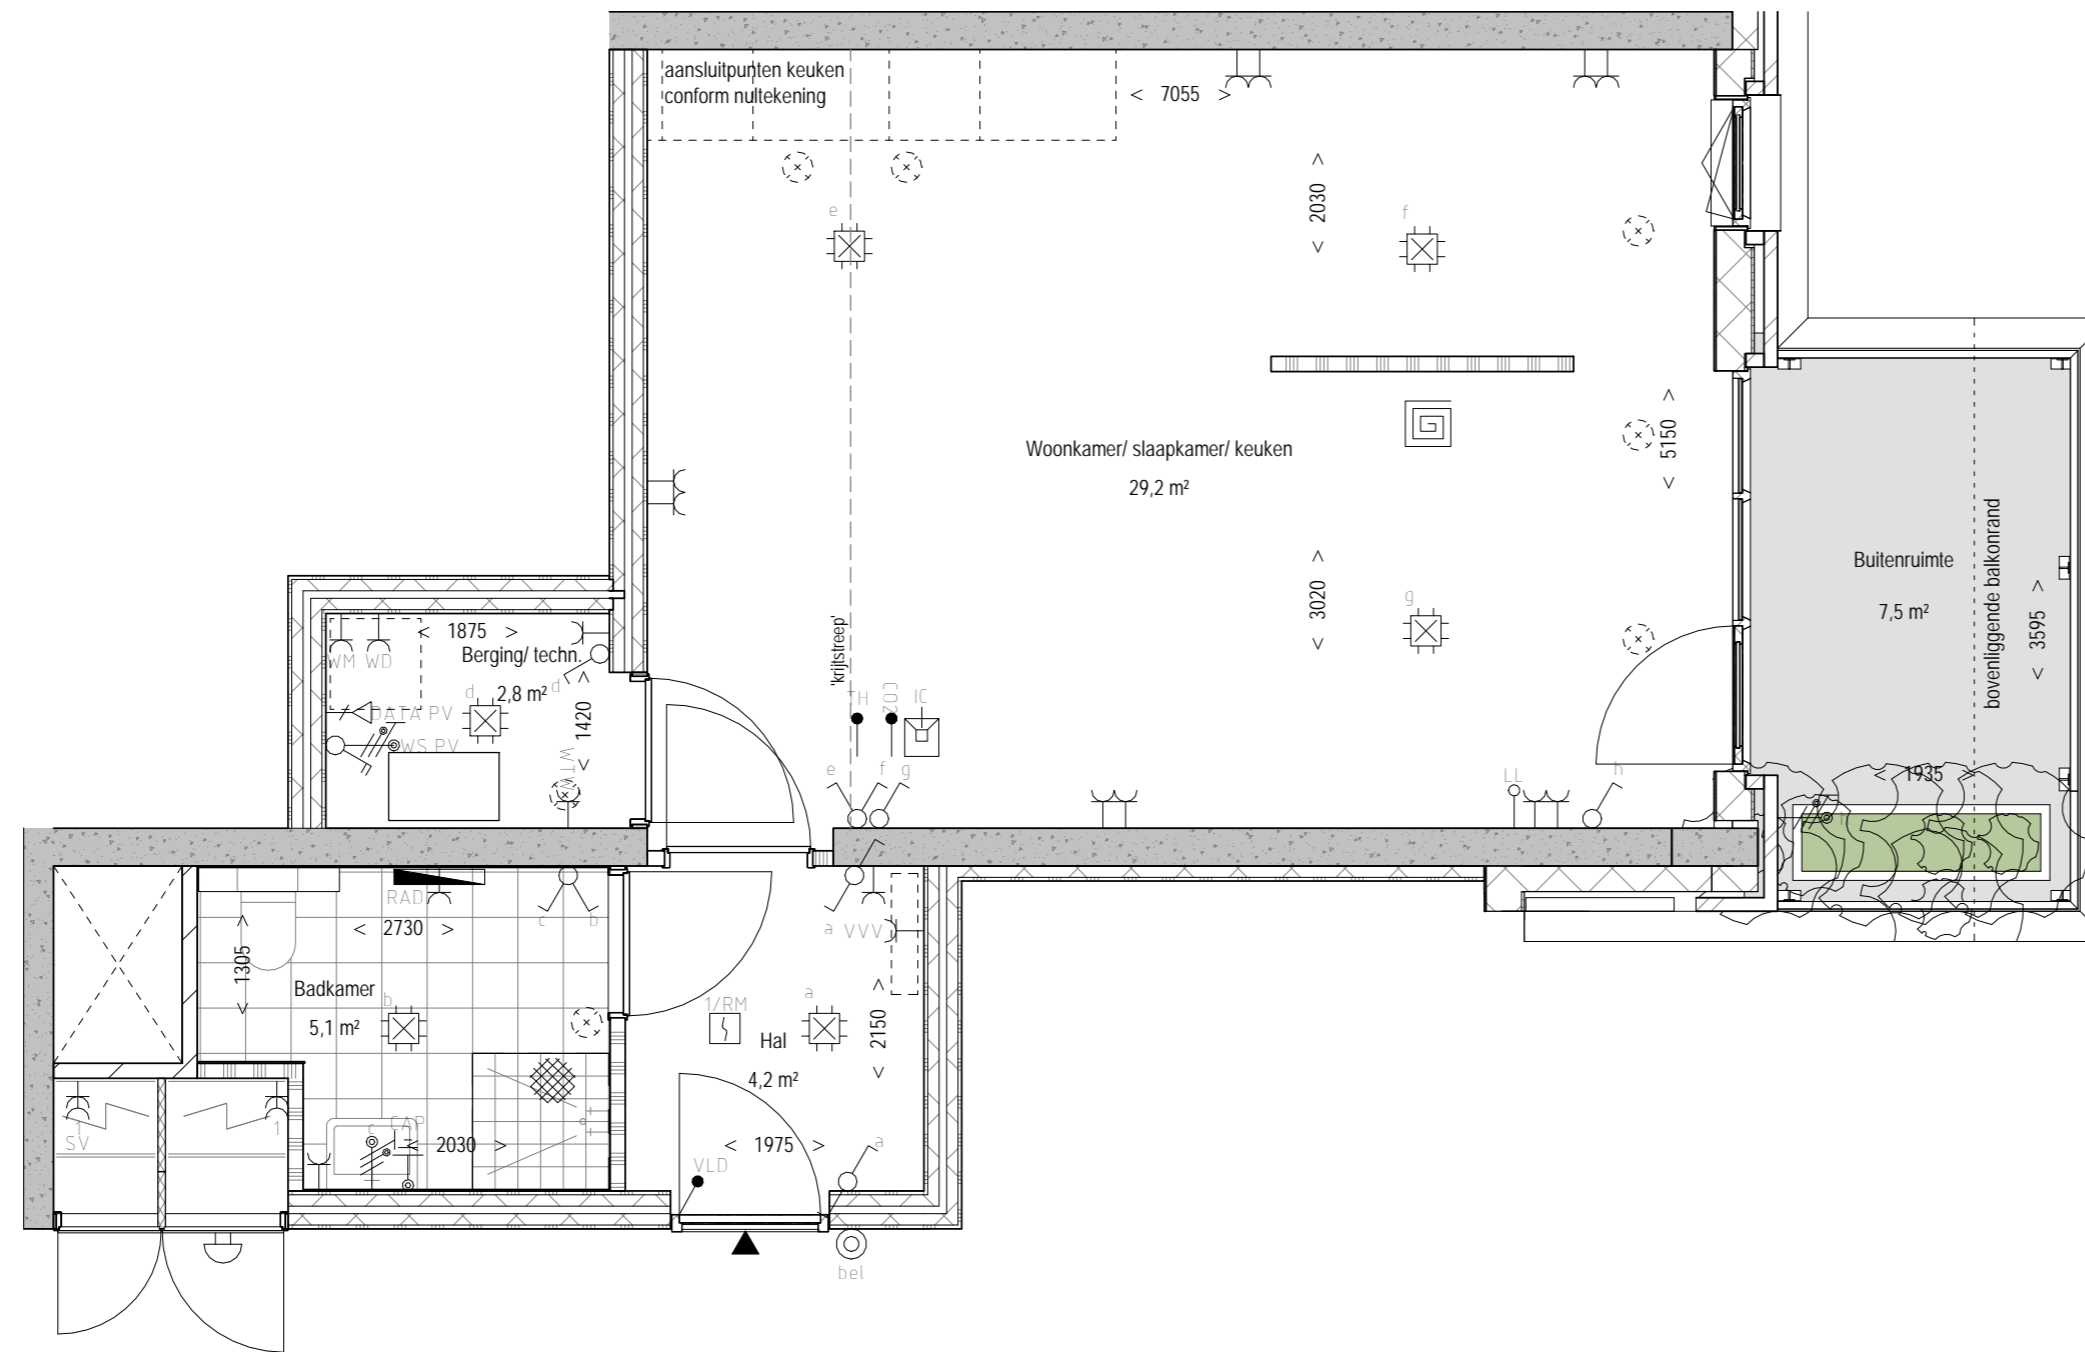 aansluitpunten keuken
conform nultekening
< 7055 >
< 2030 >
e
f
Woonkamer/ slaapkamer/ keuken
29,2 m²
< 5150 >
< 3020 >
g
'krijtstreep'
TH
CO2
IC
e
f
g
LL
h
Buitenruimte
7,5 m²
bovenliggende balkonrand
< 3595 >
< 1935 >
< 1875 >
Berging/ techn.
2,8 m²
WM WD
d
d
DATA PV
WS PV
< 1420 >
WTW
RAD
< 2730 >
c
b
< 1305 >
Badkamer
b
5,1 m²
a
VVV
1/RM
a
Hal
4,2 m²
< 2150 >
1
SV
1
c
CAP
< 2030 >
< 1975 >
a
VLD
bel